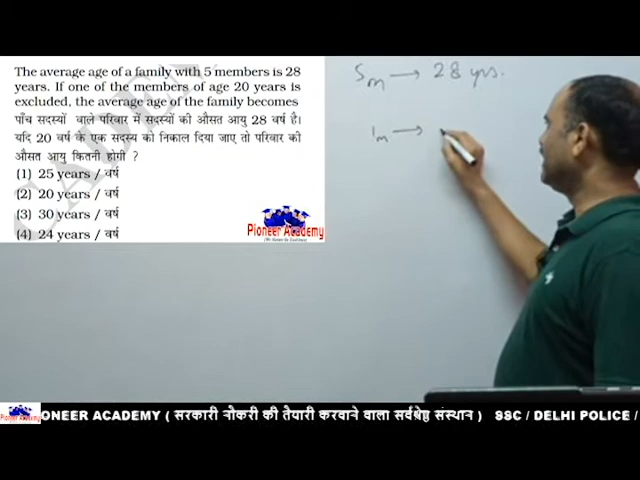 The average age of a family with 5 members is 28
years. If one of the members of age 20 years is
excluded, the average age of the family becomes
पाँच सदस्यों वाले परिवार में सदस्यों की औसत आयु 28 वर्ष है।
यदि 20 वर्ष के एक सदस्य को निकाल दिया जाए तो परिवार की
औसत आयु कितनी होगी ?
(1) 25 years / वर्ष
(2) 20 years / वर्ष
(3) 30 years / वर्ष
(4) 24 years / वर्ष
Pioneer Academy
5m → 28 yrs.
1m →
Pioneer Academy
PIONEER ACADEMY ( सरकारी नौकरी की तैयारी करवाने वाला सर्वश्रेष्ठ संस्थान ) SSC / DELHI POLICE /